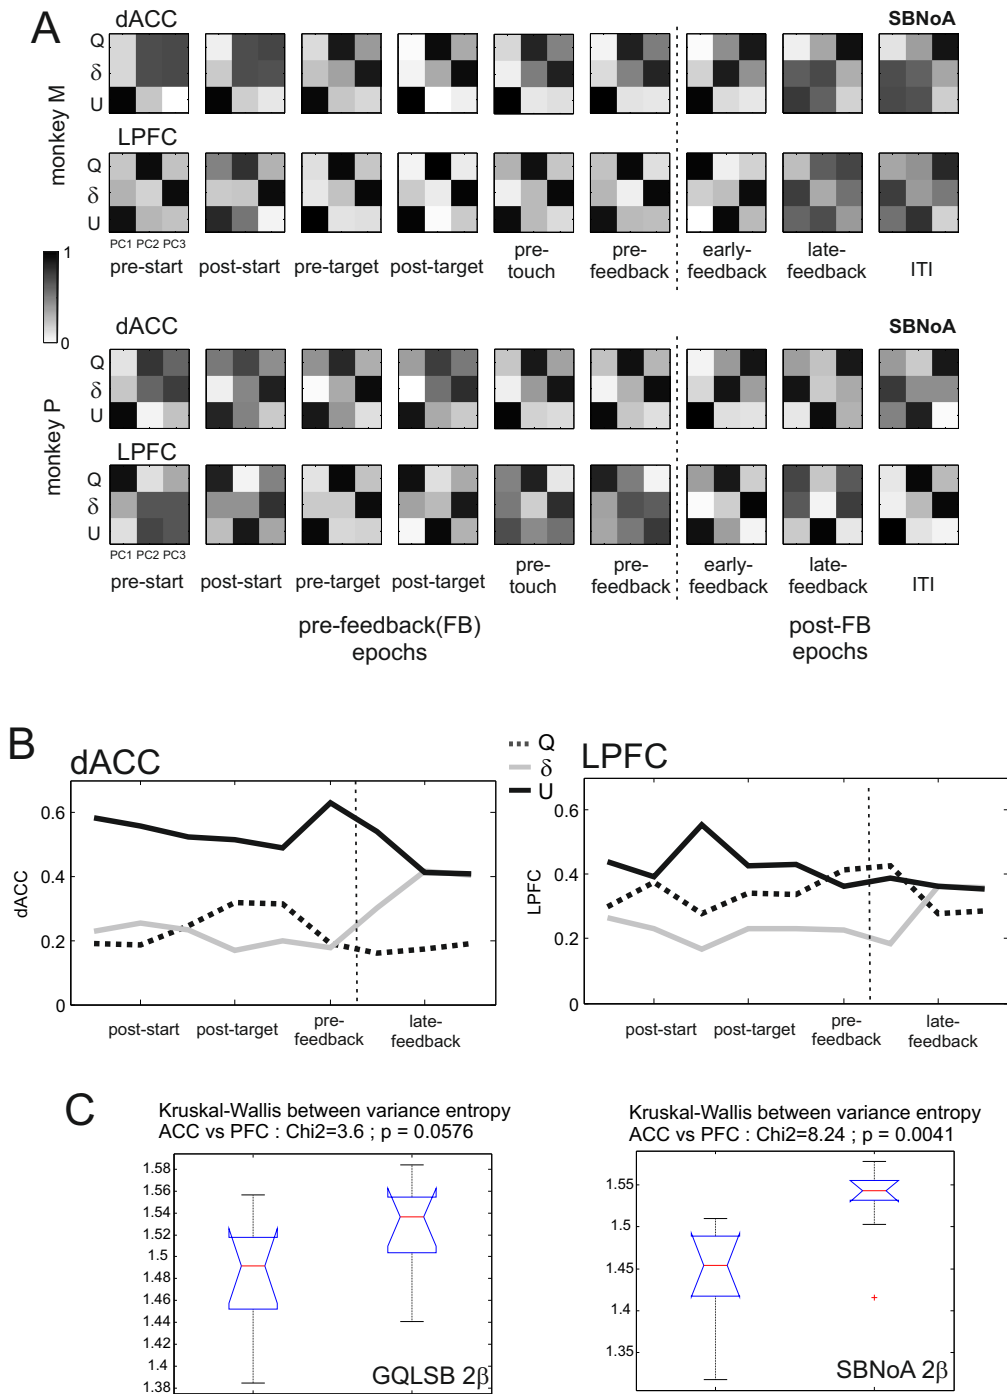 A
dACC
SBNoA
monkey M
Q
δ
U
LPFC
Q
δ
U
PC1 PC2 PC3
pre-start
post-start
pre-target
post-target
pre-
touch
pre-
feedback
early-
feedback
late-
feedback
ITI
1
0
dACC
SBNoA
monkey P
Q
δ
U
LPFC
Q
δ
U
PC1 PC2 PC3
pre-start
post-start
pre-target
post-target
pre-
touch
pre-
feedback
early-
feedback
late-
feedback
ITI
pre-feedback(FB)
epochs
post-FB
epochs
B
dACC
Q
δ
U
LPFC
0.6
0.4
0.2
0
dACC
post-start
post-target
pre-
feedback
late-
feedback
0.6
0.4
0.2
0
LPFC
post-start
post-target
pre-
feedback
late-
feedback
C
Kruskal-Wallis between variance entropy
ACC vs PFC : Chi2=3.6 ; p = 0.0576
1.58
1.56
1.54
1.52
1.5
1.48
1.46
1.44
1.42
1.4
1.38
GQLSB 2β
Kruskal-Wallis between variance entropy
ACC vs PFC : Chi2=8.24 ; p = 0.0041
1.55
1.5
1.45
1.4
1.35
SBNoA 2β